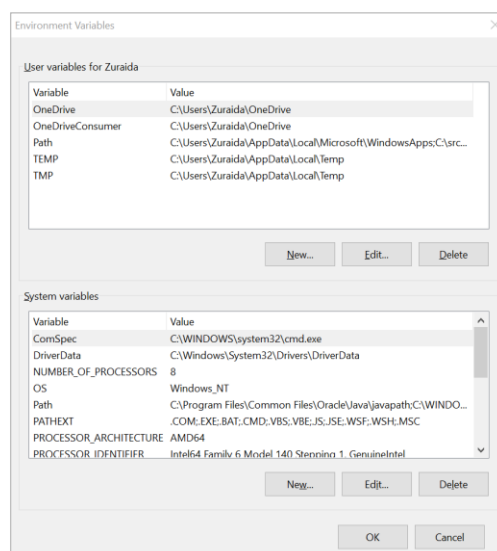 Environment Variables
User variables for Zuraida
Variable Value
OneDrive C:\Users\Zuraida\OneDrive
OneDriveConsumer C:\Users\Zuraida\OneDrive
Path C:\Users\Zuraida\AppData\Local\Microsoft\WindowsApps;C:\src...
TEMP C:\Users\Zuraida\AppData\Local\Temp
TMP C:\Users\Zuraida\AppData\Local\Temp
New... Edit... Delete
System variables
Variable Value
ComSpec C:\WINDOWS\system32\cmd.exe
DriverData C:\Windows\System32\Drivers\DriverData
NUMBER_OF_PROCESSORS 8
OS Windows_NT
Path C:\Program Files\Common Files\Oracle\Java\javapath;C:\WINDO...
PATHEXT .COM;.EXE;.BAT;.CMD;.VBS;.VBE;.JS;.JSE;.WSF;.WSH;.MSC
PROCESSOR_ARCHITECTURE AMD64
PROCESSOR_IDENTIFIER Intel64 Family 6 Model 140 Stepping 1, GenuineIntel
New... Edit... Delete
OK Cancel